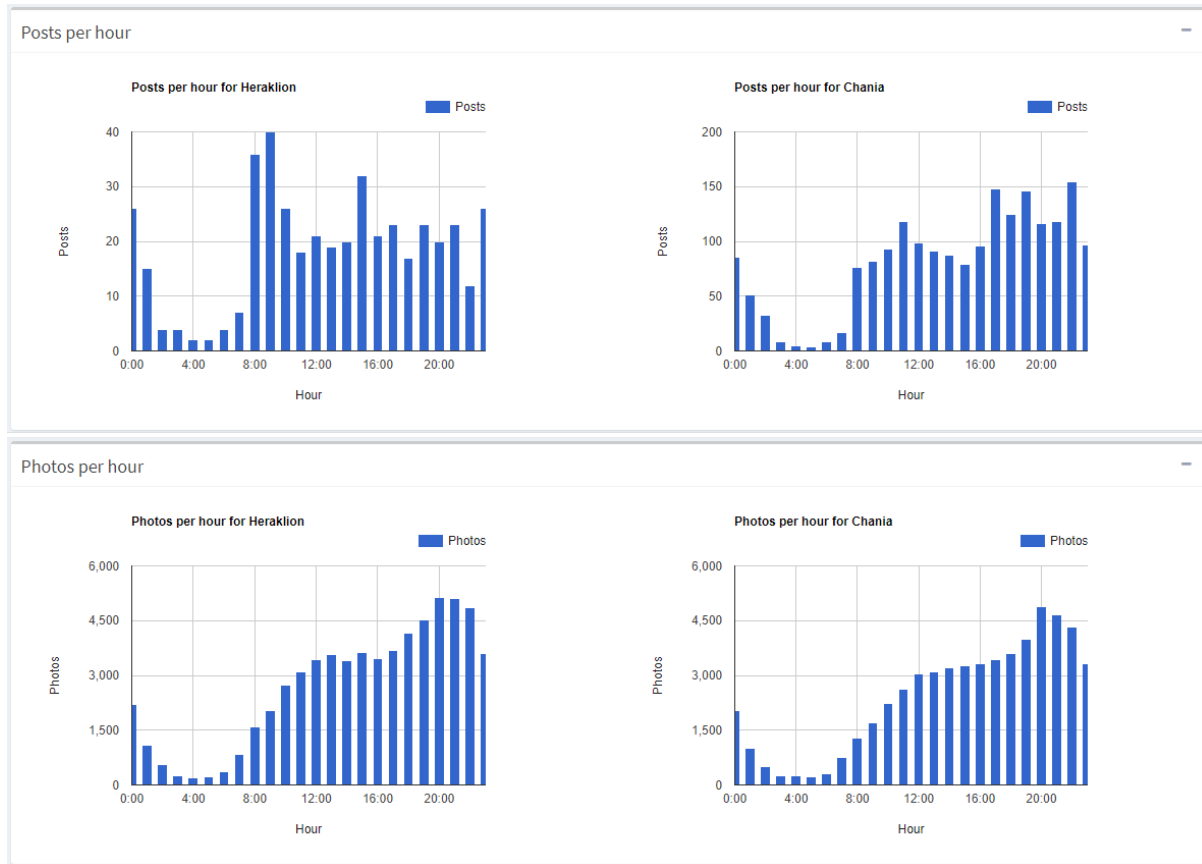 Posts per hour
Posts per hour for Heraklion
Posts
40
30
20
10
0
Posts
0:00 4:00 8:00 12:00 16:00 20:00
Hour
Posts per hour for Chania
Posts
200
150
100
50
0
Posts
0:00 4:00 8:00 12:00 16:00 20:00
Hour
Photos per hour
Photos per hour for Heraklion
Photos
6,000
4,500
3,000
1,500
0
Photos
0:00 4:00 8:00 12:00 16:00 20:00
Hour
Photos per hour for Chania
Photos
6,000
4,500
3,000
1,500
0
Photos
0:00 4:00 8:00 12:00 16:00 20:00
Hour